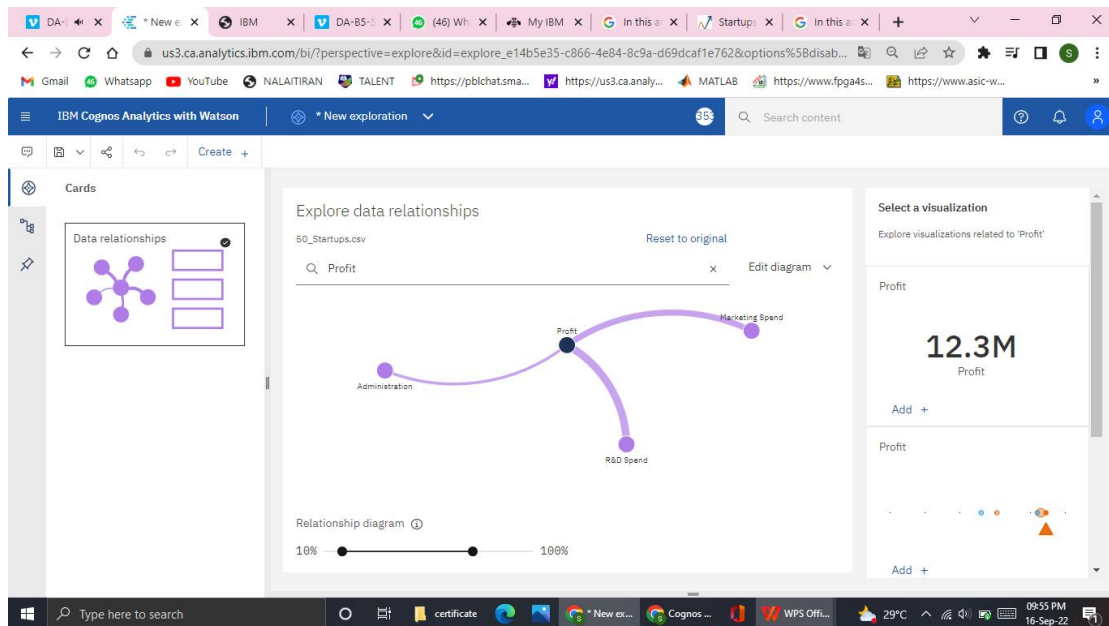 DA-I
* New e
IBM
DA-B5-S
(46) Wh
My IBM
In this a
Startup
In this a
us3.ca.analytics.ibm.com/bi/?perspective=explore&id=explore_e14b5e35-c866-4e84-8c9a-d69dcaf1e762&options%5Bdisab...
Gmail
Whatsapp
YouTube
NALAITIRAN
TALENT
https://pblchat.sma...
https://us3.ca.analy...
MATLAB
https://www.fpga4s...
https://www.asic-w...
»
IBM Cognos Analytics with Watson
* New exploration
353
Search content
Create +
Cards
Data relationships
Explore data relationships
50_Startups.csv
Reset to original
Profit
Edit diagram
Profit
Marketing Spend
Administration
R&D Spend
Relationship diagram
10%
100%
Select a visualization
Explore visualizations related to 'Profit'
Profit
12.3M
Profit
Add +
Profit
Add +
Type here to search
certificate
* New ex...
Cognos ...
WPS Offi...
29°C
09:55 PM
16-Sep-22